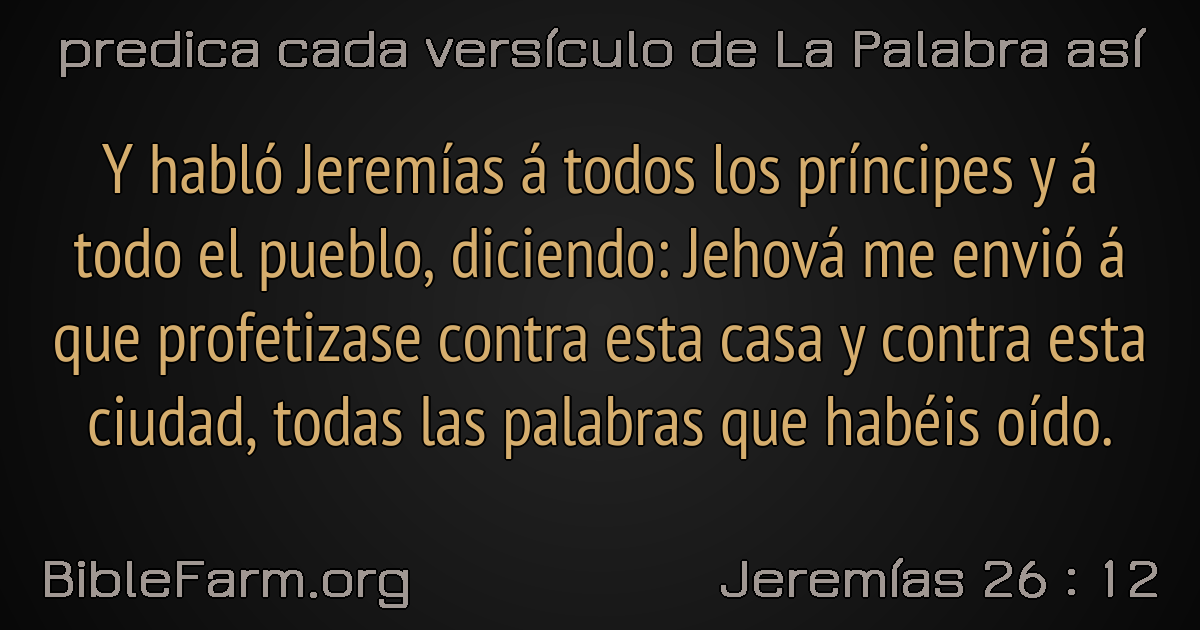 predica cada versículo de La Palabra así
Y habló Jeremías á todos los príncipes y á
todo el pueblo, diciendo: Jehová me envió á
que profetizase contra esta casa y contra esta
ciudad, todas las palabras que habéis oído.
BibleFarm.org
Jeremías 26 : 12